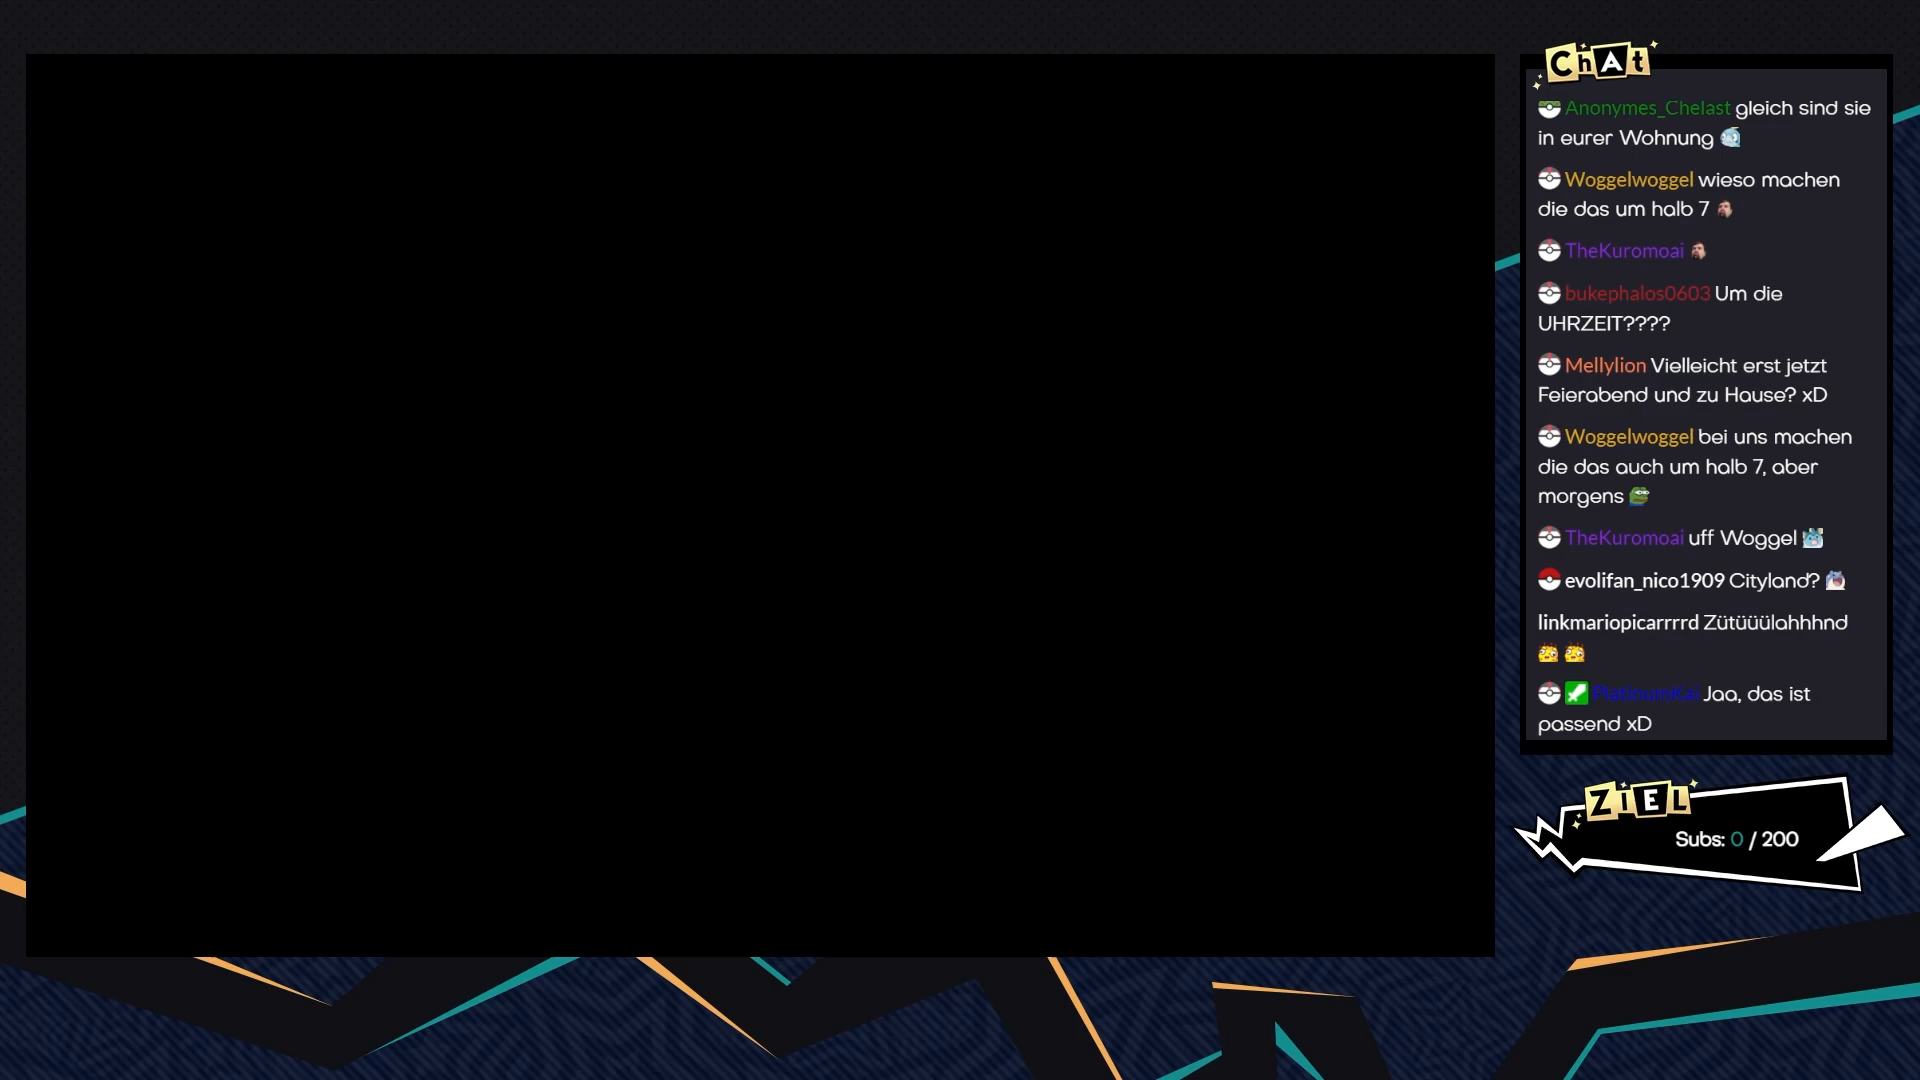 ChAt
Anonymes_Chelast gleich sind sie
in eurer Wohnung
Woggelwoggel wieso machen
die das um halb 7
TheKuromoai
bukephalos0603 Um die
UHRZEIT????
Mellylion Vielleicht erst jetzt
Feierabend und zu Hause? xD
Woggelwoggel bei uns machen
die das auch um halb 7, aber
morgens
TheKuromoai uff Woggel
evolifan_nico1909 Cityland?
linkmariopicarrrrd Zütüüülahhhnd
PlatinumKai Jaa, das ist
passend xD
ZiEL
Subs: 0 / 200